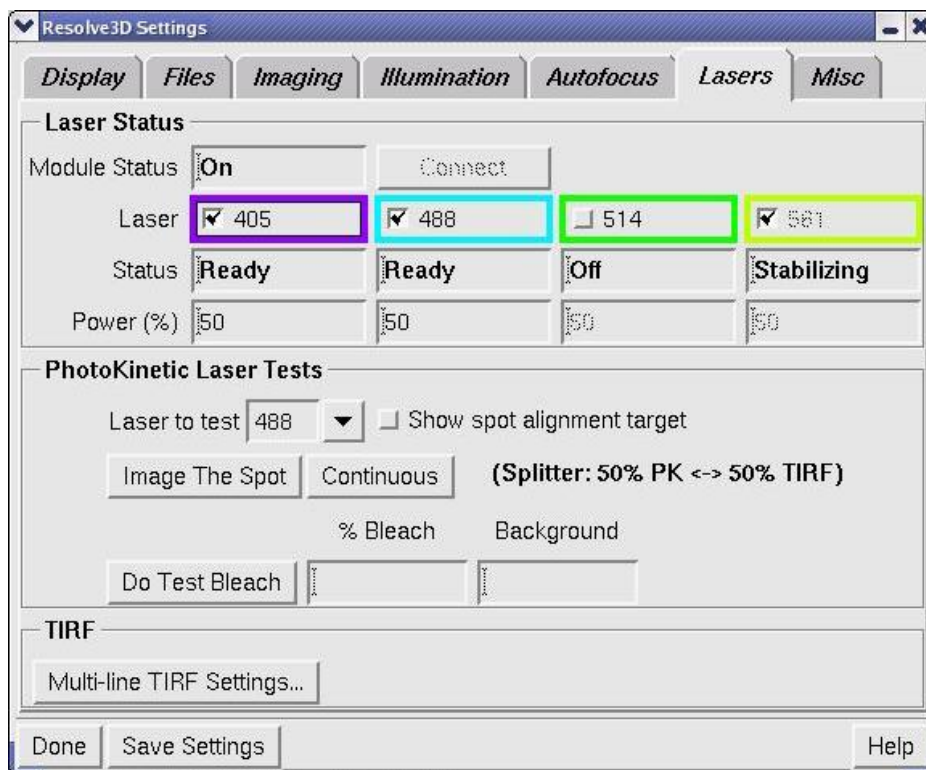 Resolve3D Settings
Display Files Imaging Illumination Autofocus Lasers Misc
Laser Status
Module Status On Connect
Laser 405 488 514 561
Status Ready Ready Off Stabilizing
Power (%) 50 50 50 50
PhotoKinetic Laser Tests
Laser to test 488 Show spot alignment target
Image The Spot Continuous (Splitter: 50% PK <-> 50% TIRF)
% Bleach Background
Do Test Bleach
TIRF
Multi-line TIRF Settings...
Done Save Settings Help